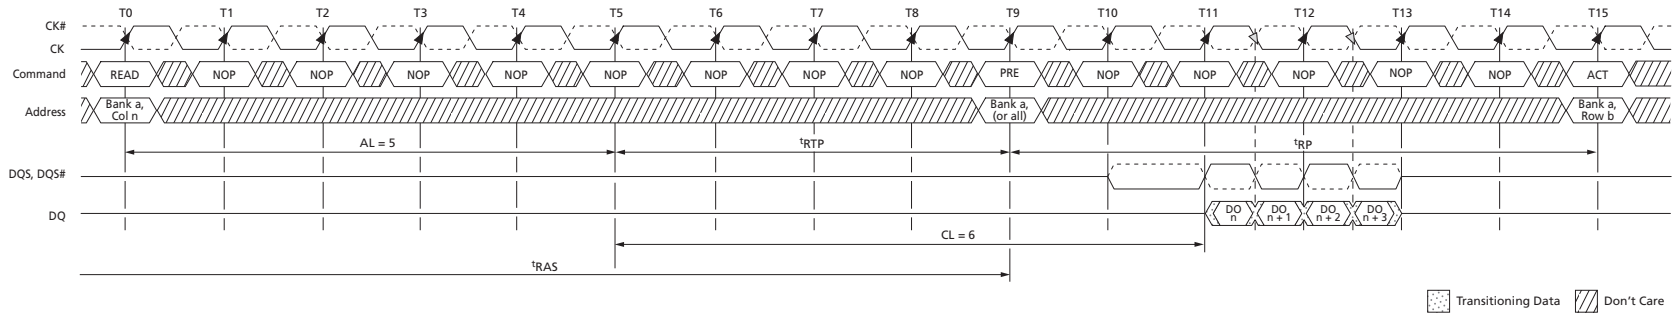 T0 T1 T2 T3 T4 T5 T6 T7 T8 T9 T10 T11 T12 T13 T14 T15
CK#
CK
Command READ NOP NOP NOP NOP NOP NOP NOP NOP PRE NOP NOP NOP NOP NOP ACT
Address Bank a, Col n Bank a, (or all) Bank a, Row b
AL = 5 tRTP tRP
DQS, DQS#
DQ DO n DO n + 1 DO n + 2 DO n + 3
CL = 6
tRAS
Transitioning Data Don't Care